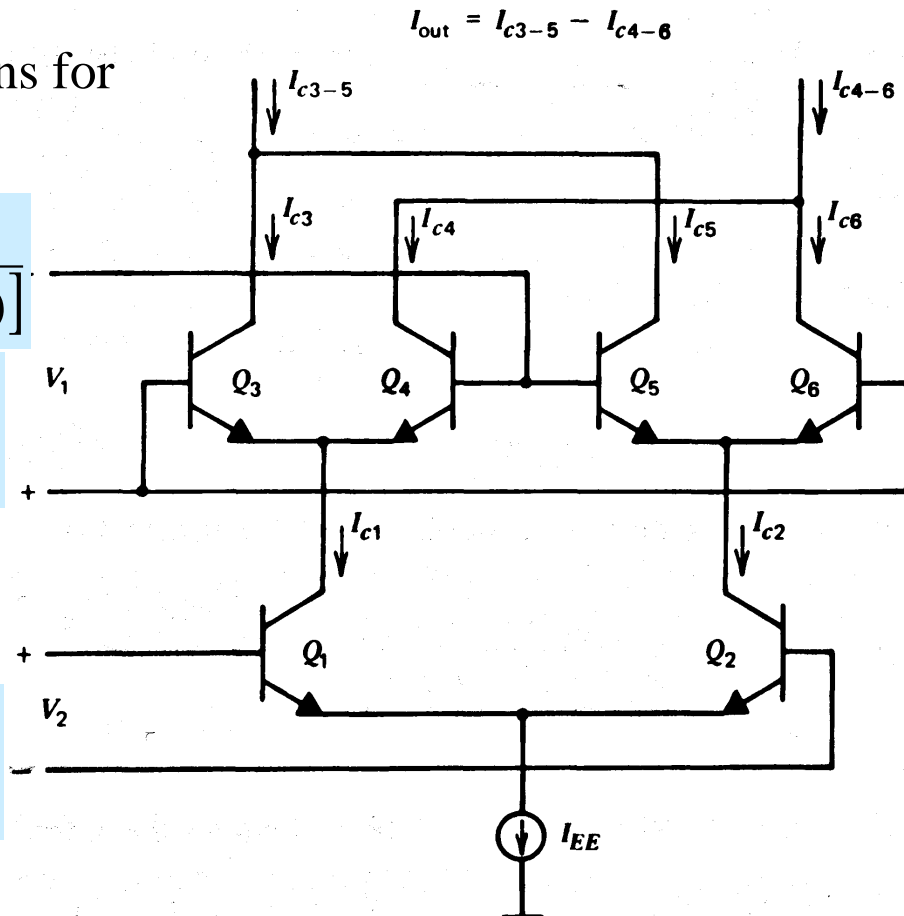 I_out = I_c3-5 − I_c4-6
ns for
I_c3-5
I_c4-6
I_c3
I_c4
I_c5
I_c6
)]
V_1
Q_3
Q_4
Q_5
Q_6
+
I_c1
I_c2
+
Q_1
Q_2
V_2
−
I_EE